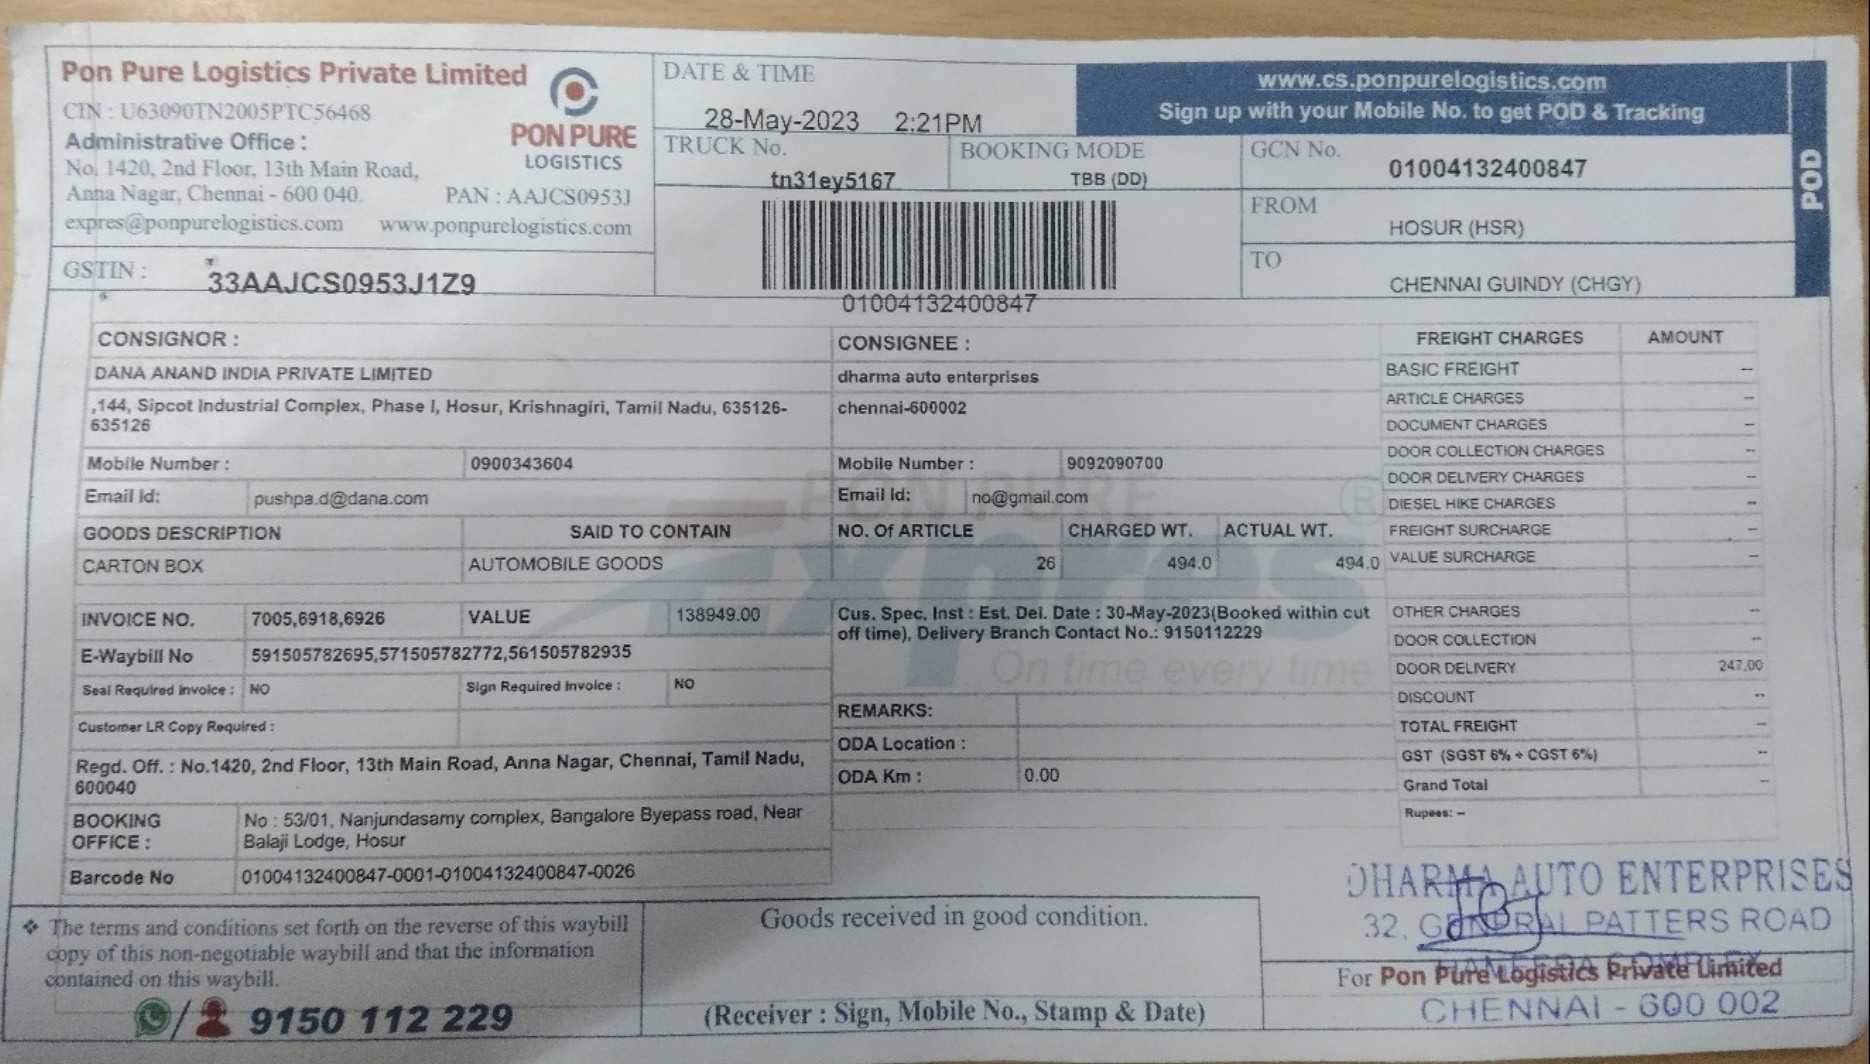 Pon Pure Logistics Private Limited
CIN : U63090TN2005PTC56468
Administrative Office :
No. 1420, 2nd Floor, 13th Main Road,
Anna Nagar, Chennai - 600 040. PAN : AAJCS0953J
expres@ponpurelogistics.com www.ponpurelogistics.com
PON PURE
LOGISTICS
GSTIN : 33AAJCS0953J1Z9
DATE & TIME
28-May-2023 2:21PM
TRUCK No.
tn31ey5167
BOOKING MODE
TBB (DD)
01004132400847
www.cs.ponpurelogistics.com
Sign up with your Mobile No. to get POD & Tracking
GCN No. 01004132400847
FROM
HOSUR (HSR)
TO
CHENNAI GUINDY (CHGY)
POD
CONSIGNOR :
DANA ANAND INDIA PRIVATE LIMITED
,144, Sipcot Industrial Complex, Phase I, Hosur, Krishnagiri, Tamil Nadu, 635126-
635126
Mobile Number : 0900343604
Email Id: pushpa.d@dana.com
CONSIGNEE :
dharma auto enterprises
chennai-600002
Mobile Number : 9092090700
Email Id: no@gmail.com
GOODS DESCRIPTION SAID TO CONTAIN NO. Of ARTICLE CHARGED WT. ACTUAL WT.
CARTON BOX AUTOMOBILE GOODS 26 494.0 494.0
INVOICE NO. 7005,6918,6926 VALUE 138949.00
E-Waybill No 591505782695,571505782772,561505782935
Seal Required Invoice : NO Sign Required Invoice : NO
Customer LR Copy Required :
Regd. Off. : No.1420, 2nd Floor, 13th Main Road, Anna Nagar, Chennai, Tamil Nadu,
600040
BOOKING
OFFICE :
No : 53/01, Nanjundasamy complex, Bangalore Byepass road, Near
Balaji Lodge, Hosur
Barcode No 01004132400847-0001-01004132400847-0026
Cus. Spec. Inst : Est. Del. Date : 30-May-2023(Booked within cut
off time), Delivery Branch Contact No.: 9150112229
REMARKS:
ODA Location :
ODA Km : 0.00
PON PURE
Expres
®
On time every time
FREIGHT CHARGES AMOUNT
BASIC FREIGHT --
ARTICLE CHARGES --
DOCUMENT CHARGES --
DOOR COLLECTION CHARGES --
DOOR DELIVERY CHARGES --
DIESEL HIKE CHARGES --
FREIGHT SURCHARGE --
VALUE SURCHARGE --
OTHER CHARGES --
DOOR COLLECTION --
DOOR DELIVERY 247.00
DISCOUNT --
TOTAL FREIGHT --
GST (SGST 6% + CGST 6%) --
Grand Total --
Rupees: --
❖ The terms and conditions set forth on the reverse of this waybill
copy of this non-negotiable waybill and that the information
contained on this waybill.
/ 9150 112 229
Goods received in good condition.
(Receiver : Sign, Mobile No., Stamp & Date)
DHARMA AUTO ENTERPRISES
32, GENERAL PATTERS ROAD
For Pon Pure Logistics Private Limited
CHENNAI - 600 002